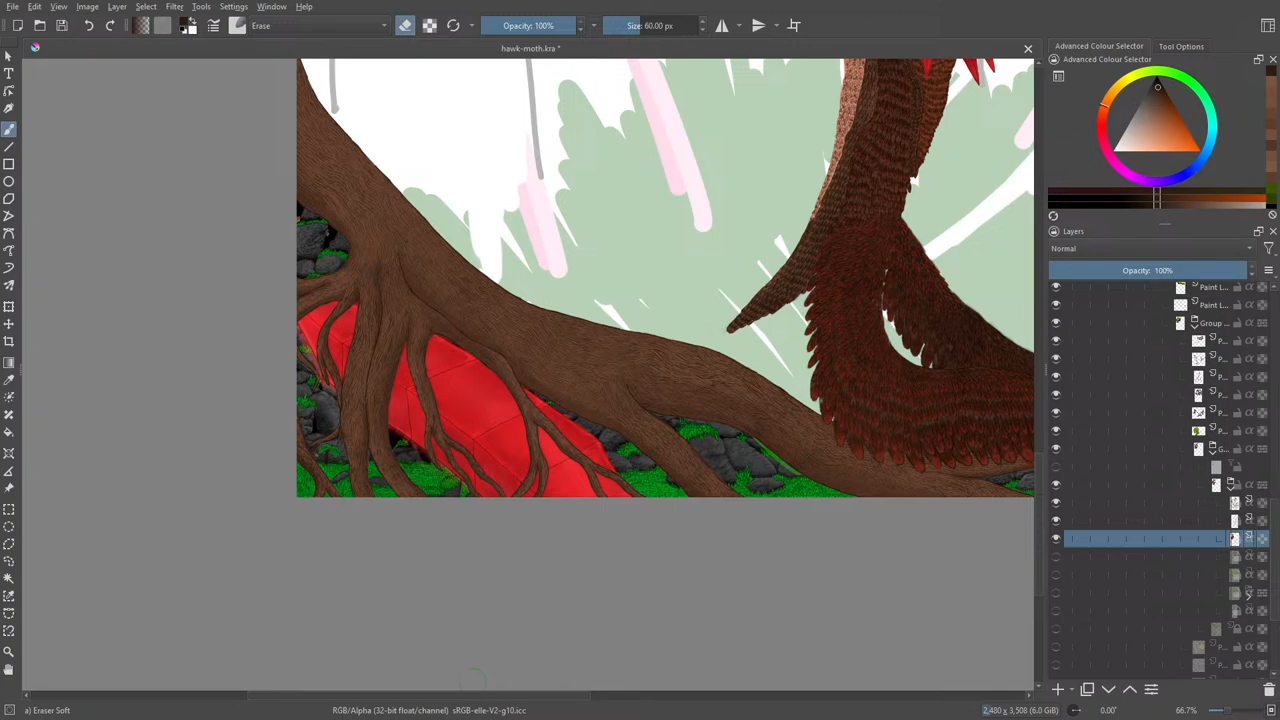 File Edit View Image Layer Select Filter Tools Settings Window Help
Erase Opacity: 100% Size: 60.00 px
hawk-moth.kra *
Advanced Colour Selector Tool Options
Advanced Colour Selector
Layers
Normal
Opacity: 100%
Paint L...
Paint L...
Group ...
P...
P...
P...
P...
P...
P...
G...
P...
P...
a) Eraser Soft RGB/Alpha (32-bit float/channel) sRGB-elle-V2-g10.icc 2,480 x 3,508 (6.0 GiB) 0.00° 66.7%